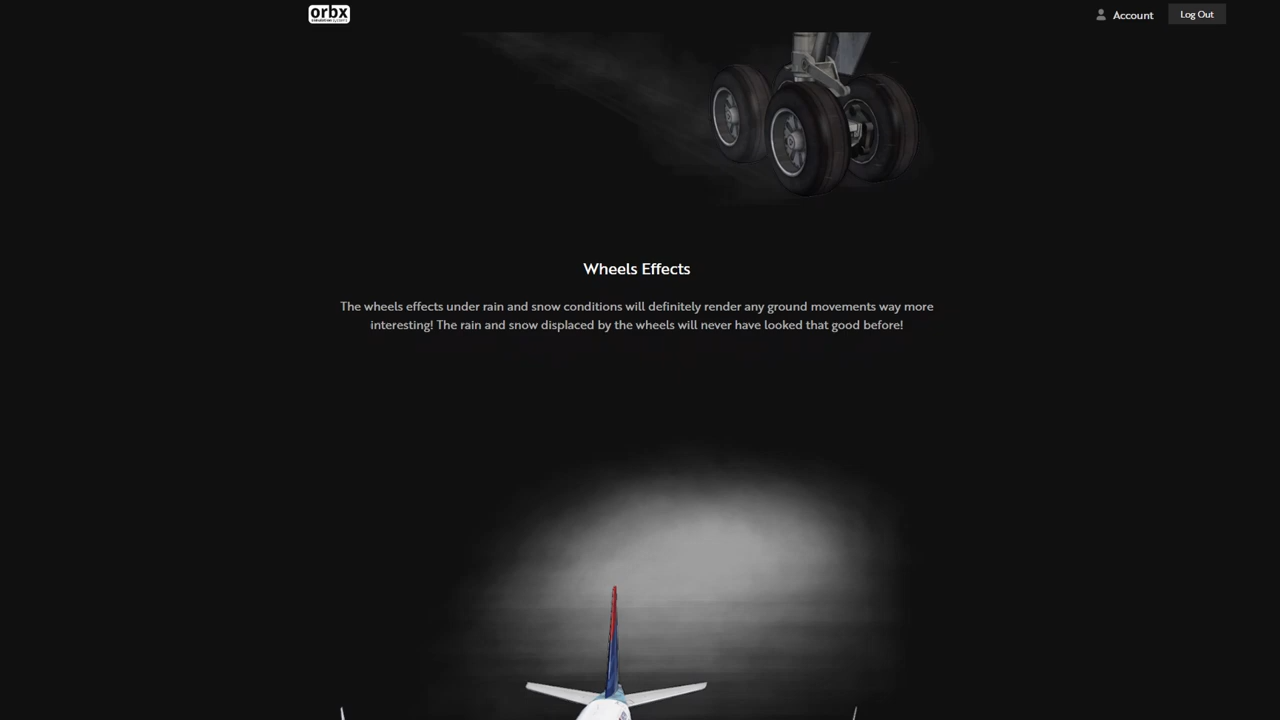 orbx
Account
Log Out
Wheels Effects
The wheels effects under rain and snow conditions will definitely render any ground movements way more
interesting! The rain and snow displaced by the wheels will never have looked that good before!